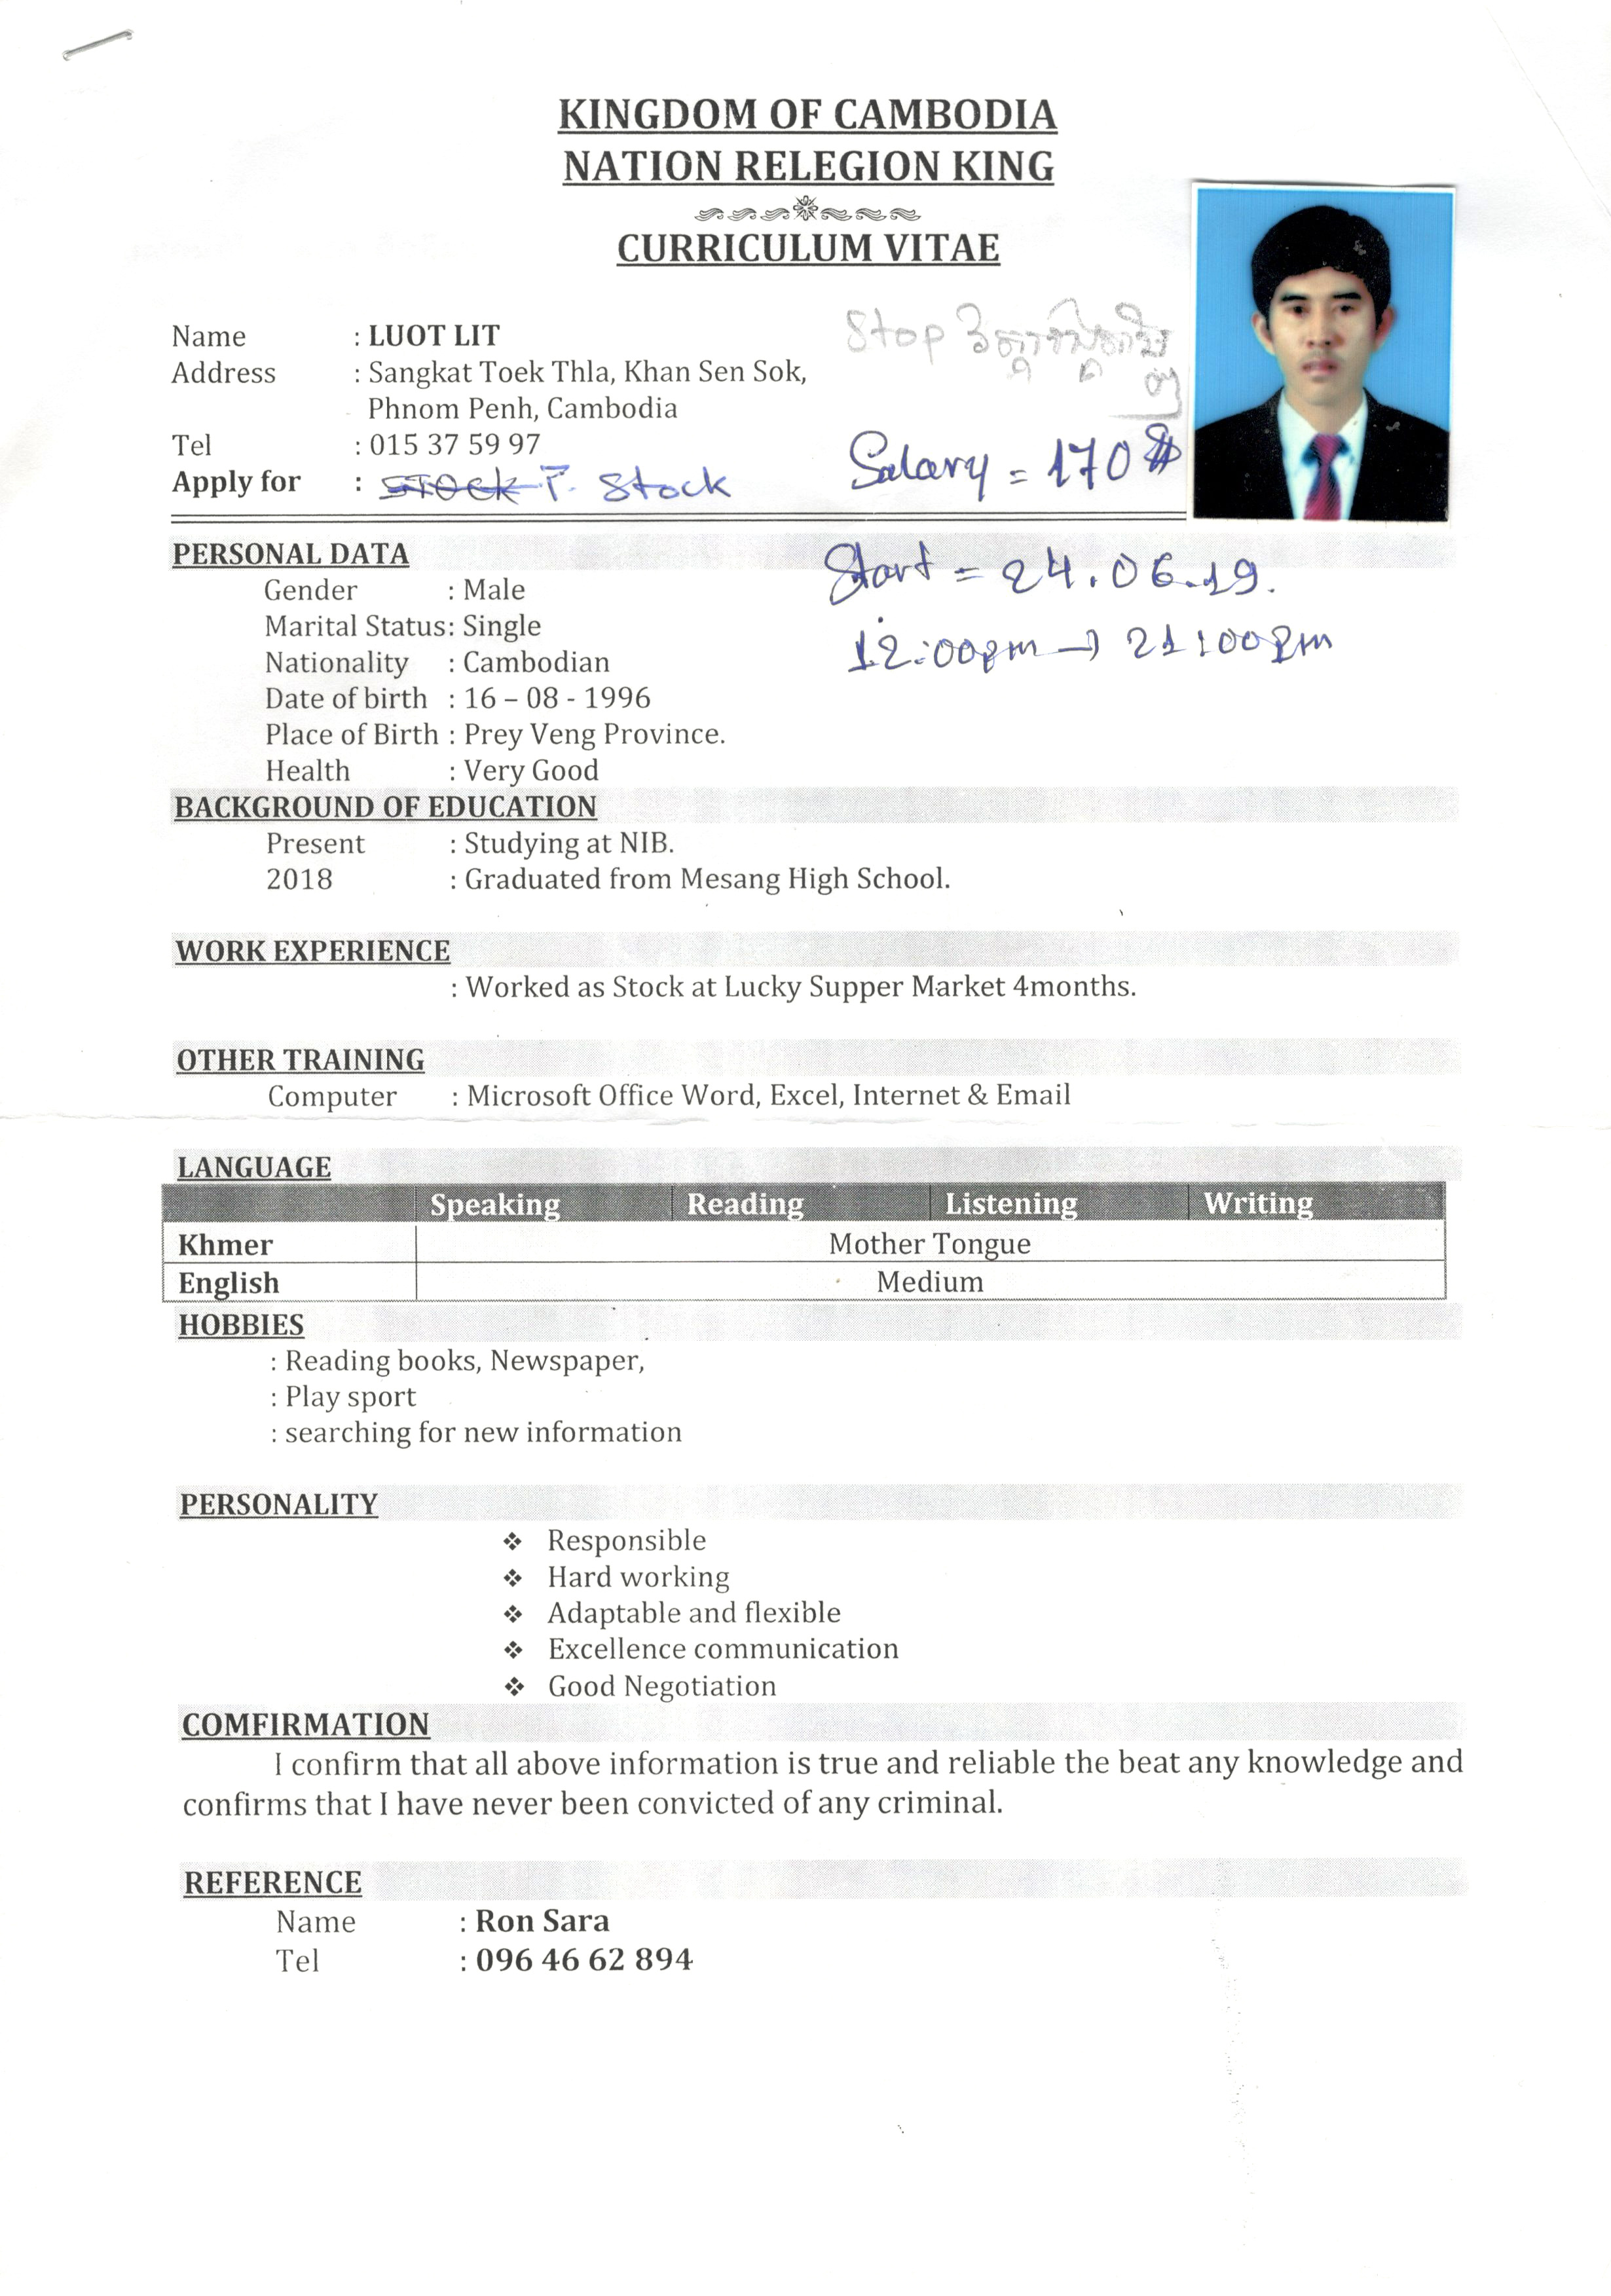 KINGDOM OF CAMBODIA
NATION RELEGION KING
CURRICULUM VITAE
Name : LUOT LIT
Address : Sangkat Toek Thla, Khan Sen Sok,
Phnom Penh, Cambodia
Tel : 015 37 59 97
Apply for : STOCK T. Stock
Stop
Salary = 170$
PERSONAL DATA
Start = 24.06.19.
Gender : Male
12:00pm → 21:00pm
Marital Status: Single
Nationality : Cambodian
Date of birth : 16 – 08 - 1996
Place of Birth : Prey Veng Province.
Health : Very Good
BACKGROUND OF EDUCATION
Present : Studying at NIB.
2018 : Graduated from Mesang High School.
WORK EXPERIENCE
: Worked as Stock at Lucky Supper Market 4months.
OTHER TRAINING
Computer : Microsoft Office Word, Excel, Internet & Email
LANGUAGE
Speaking Reading Listening Writing
Khmer Mother Tongue
English Medium
HOBBIES
: Reading books, Newspaper,
: Play sport
: searching for new information
PERSONALITY
❖ Responsible
❖ Hard working
❖ Adaptable and flexible
❖ Excellence communication
❖ Good Negotiation
COMFIRMATION
I confirm that all above information is true and reliable the beat any knowledge and
confirms that I have never been convicted of any criminal.
REFERENCE
Name : Ron Sara
Tel : 096 46 62 894